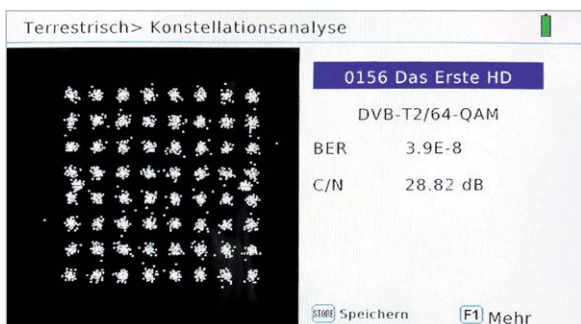 Terrestrisch> Konstellationsanalyse
0156 Das Erste HD
DVB-T2/64-QAM
BER 3.9E-8
C/N 28.82 dB
STORE Speichern F1 Mehr